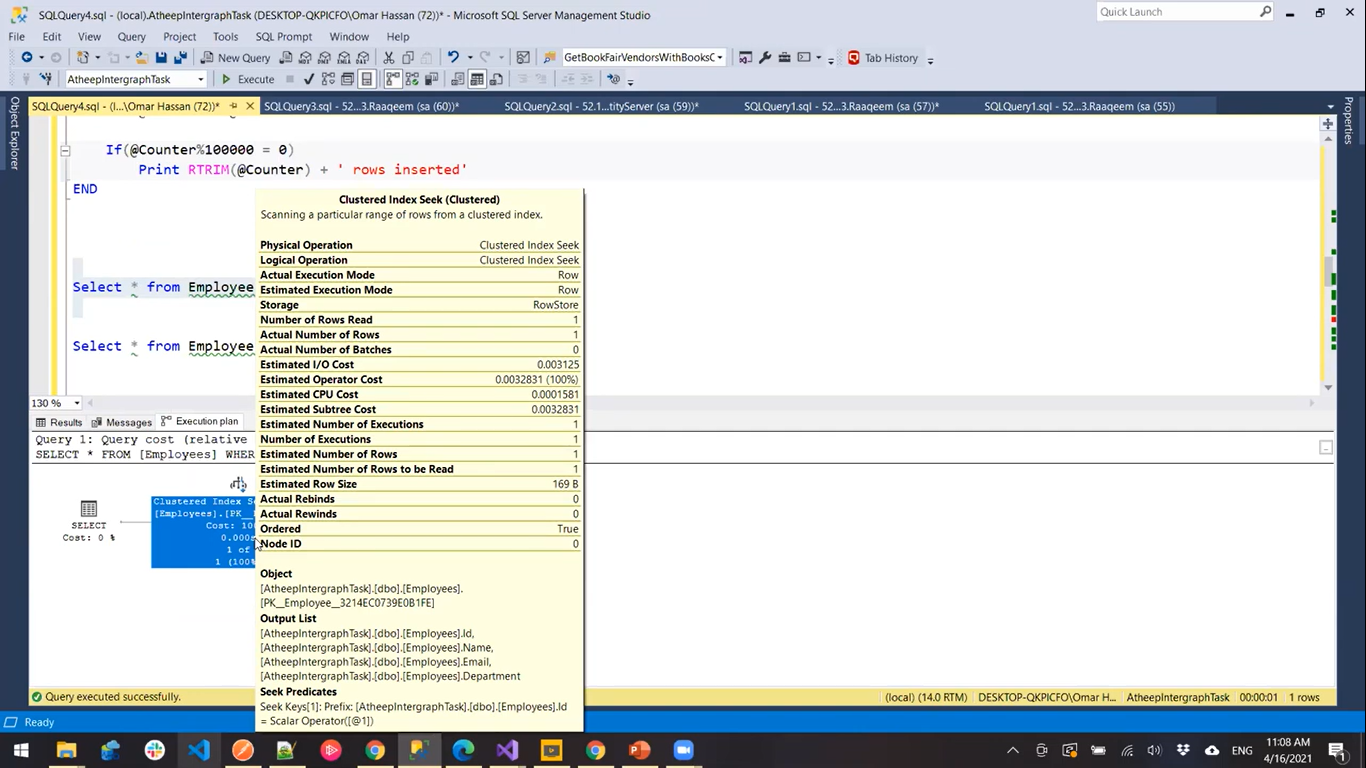 SQLQuery4.sql - (local).AtheepIntergraphTask (DESKTOP-QKPICFO\Omar Hassan (72))* - Microsoft SQL Server Management Studio
Quick Launch
File Edit View Query Project Tools SQL Prompt Window Help
New Query
GetBookFairVendorsWithBooksC
Tab History
AtheepIntergraphTask
Execute
SQLQuery4.sql - (l...\Omar Hassan (72))*
SQLQuery3.sql - 52...3.Raaqeem (sa (60))*
SQLQuery2.sql - 52.1...tityServer (sa (59))*
SQLQuery1.sql - 52...3.Raaqeem (sa (57))*
SQLQuery1.sql - 52...3.Raaqeem (sa (55))
Object Explorer
Properties
If(@Counter%100000 = 0)
Print RTRIM(@Counter) + ' rows inserted'
END
Select * from Employee
Select * from Employee
130 %
Results Messages Execution plan
Query 1: Query cost (relative
SELECT * FROM [Employees] WHER
SELECT
Cost: 0 %
Clustered Index S
[Employees].[PK_
Cost: 10
0.000s
1 of
1 (100%
Clustered Index Seek (Clustered)
Scanning a particular range of rows from a clustered index.
Physical Operation Clustered Index Seek
Logical Operation Clustered Index Seek
Actual Execution Mode Row
Estimated Execution Mode Row
Storage RowStore
Number of Rows Read 1
Actual Number of Rows 1
Actual Number of Batches 0
Estimated I/O Cost 0.003125
Estimated Operator Cost 0.0032831 (100%)
Estimated CPU Cost 0.0001581
Estimated Subtree Cost 0.0032831
Estimated Number of Executions 1
Number of Executions 1
Estimated Number of Rows 1
Estimated Number of Rows to be Read 1
Estimated Row Size 169 B
Actual Rebinds 0
Actual Rewinds 0
Ordered True
Node ID 0
Object
[AtheepIntergraphTask].[dbo].[Employees].
[PK__Employee__3214EC0739E0B1FE]
Output List
[AtheepIntergraphTask].[dbo].[Employees].Id,
[AtheepIntergraphTask].[dbo].[Employees].Name,
[AtheepIntergraphTask].[dbo].[Employees].Email,
[AtheepIntergraphTask].[dbo].[Employees].Department
Seek Predicates
Seek Keys[1]: Prefix: [AtheepIntergraphTask].[dbo].[Employees].Id
= Scalar Operator([@1])
Query executed successfully.
(local) (14.0 RTM) DESKTOP-QKPICFO\Omar H... AtheepIntergraphTask 00:00:01 1 rows
Ready
ENG
11:08 AM
4/16/2021